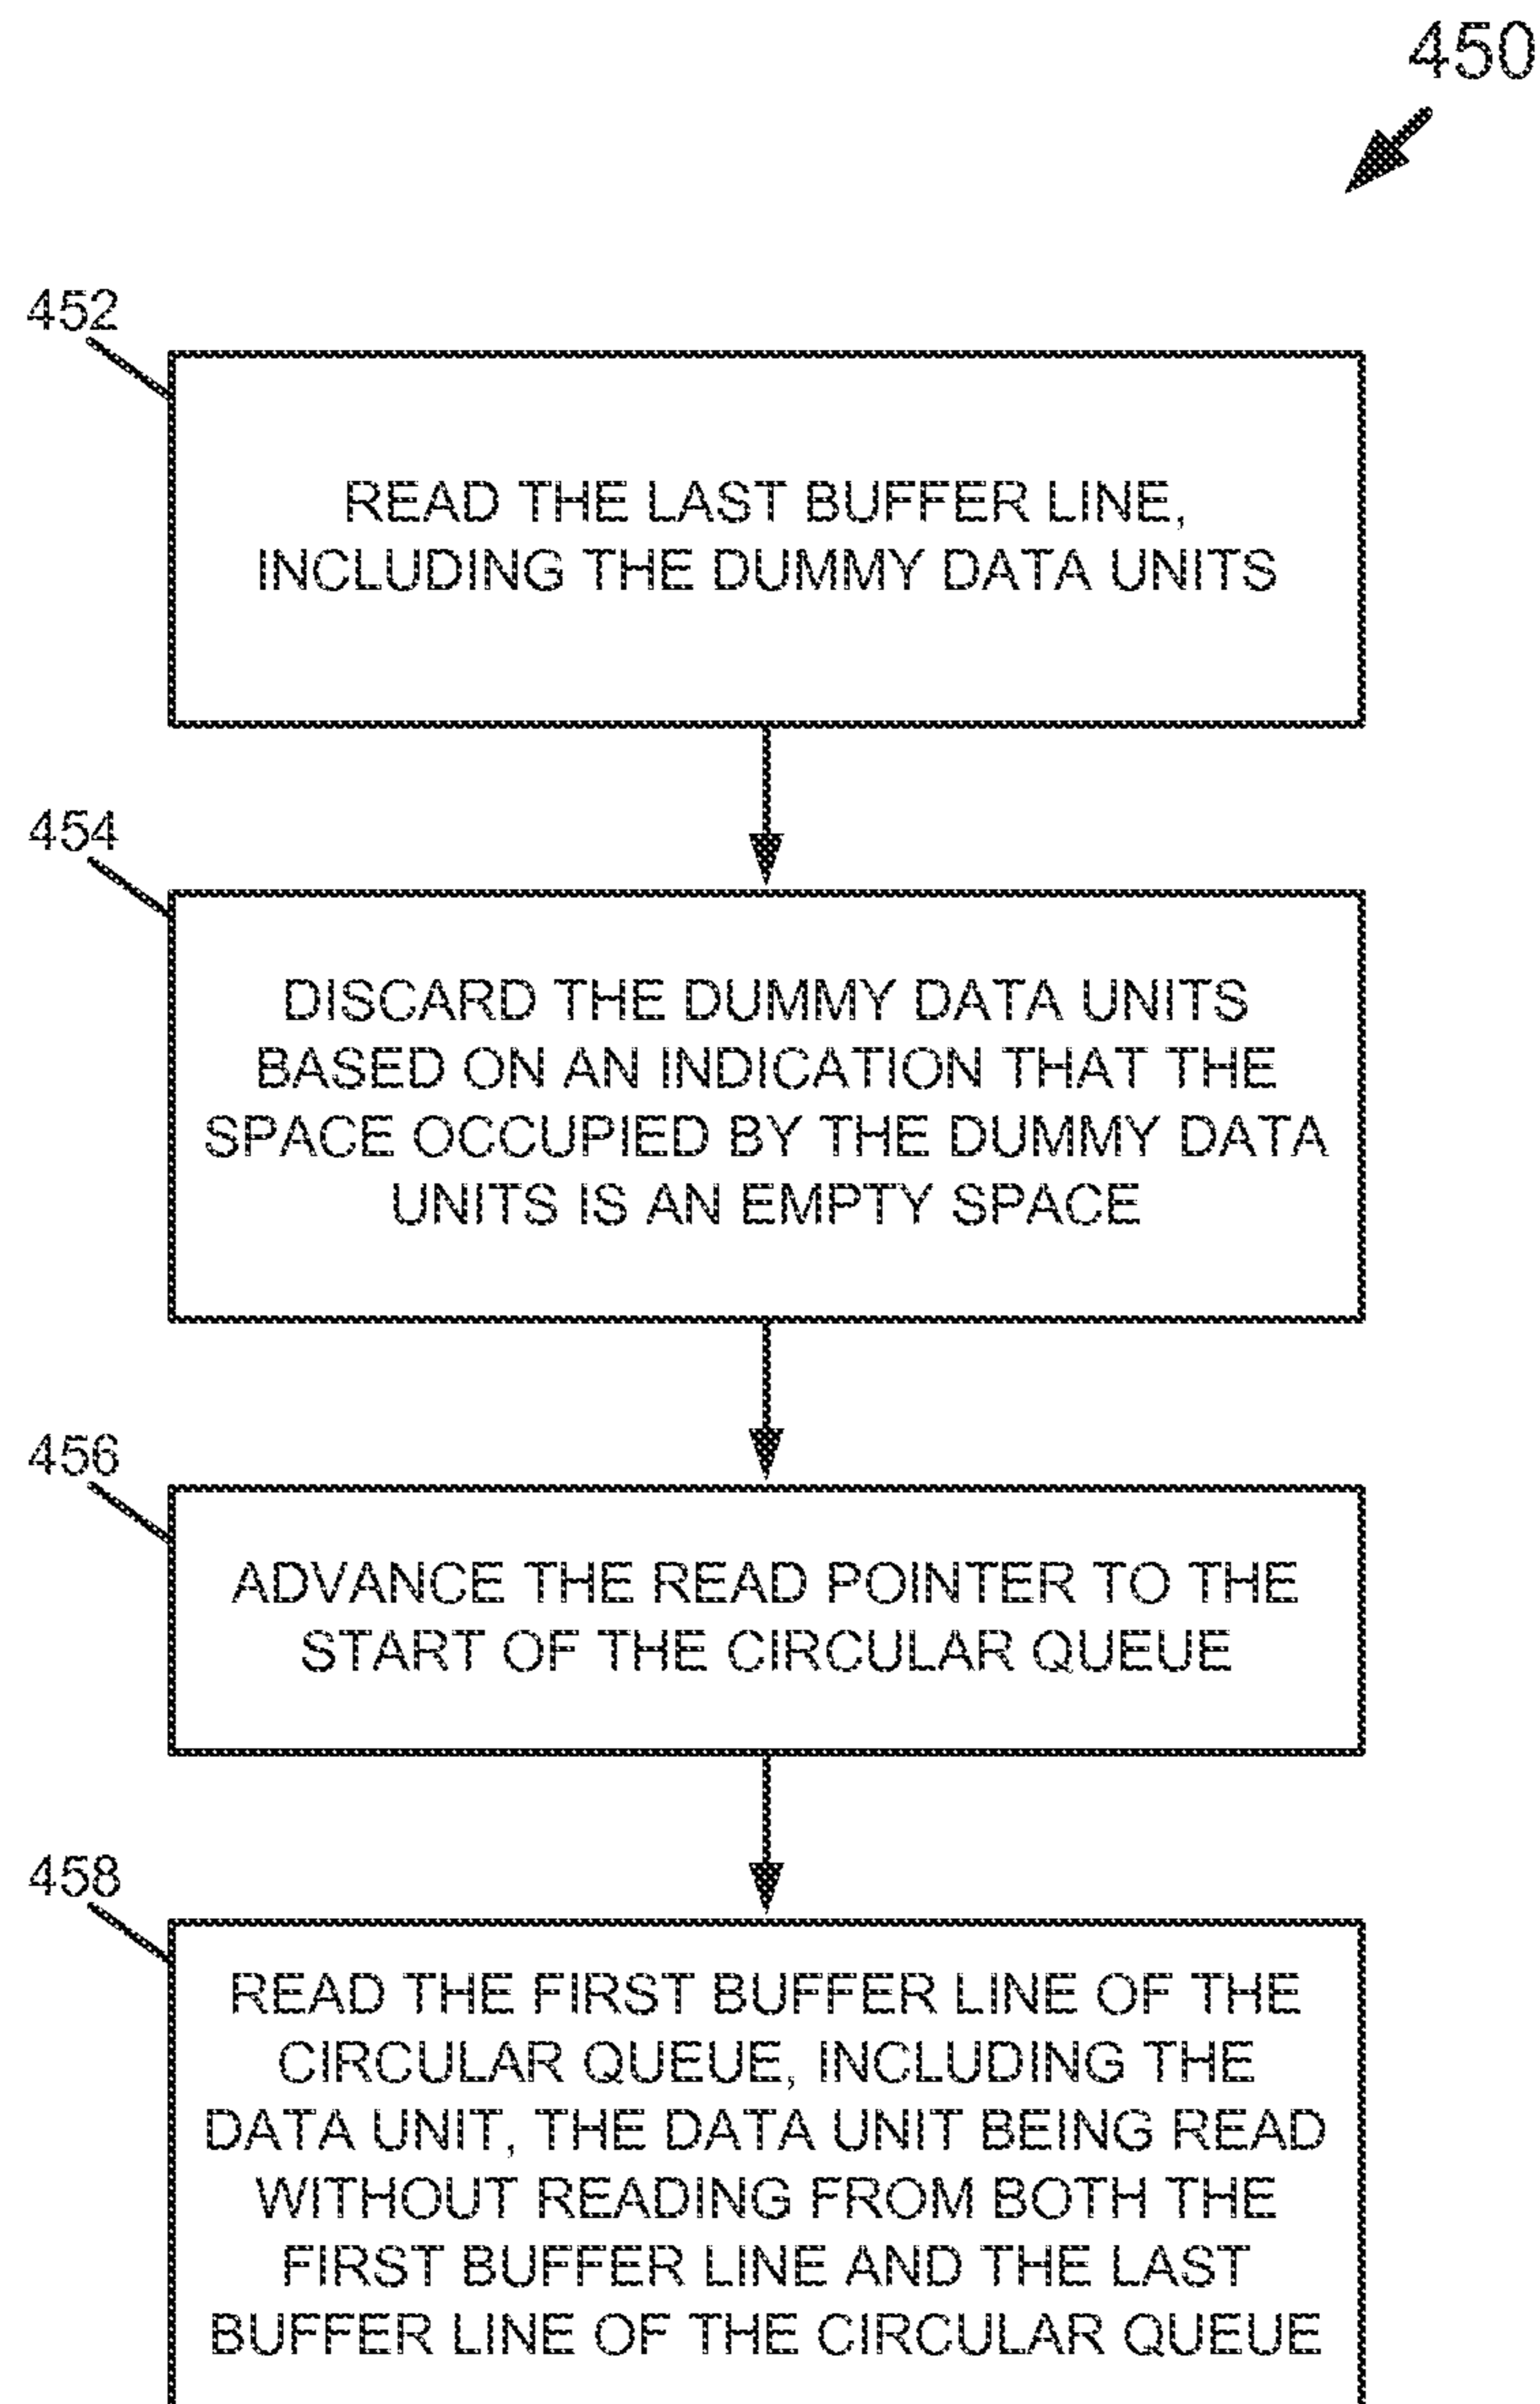 450
452
READ THE LAST BUFFER LINE,
INCLUDING THE DUMMY DATA UNITS
454
DISCARD THE DUMMY DATA UNITS
BASED ON AN INDICATION THAT THE
SPACE OCCUPIED BY THE DUMMY DATA
UNITS IS AN EMPTY SPACE
456
ADVANCE THE READ POINTER TO THE
START OF THE CIRCULAR QUEUE
458
READ THE FIRST BUFFER LINE OF THE
CIRCULAR QUEUE, INCLUDING THE
DATA UNIT, THE DATA UNIT BEING READ
WITHOUT READING FROM BOTH THE
FIRST BUFFER LINE AND THE LAST
BUFFER LINE OF THE CIRCULAR QUEUE